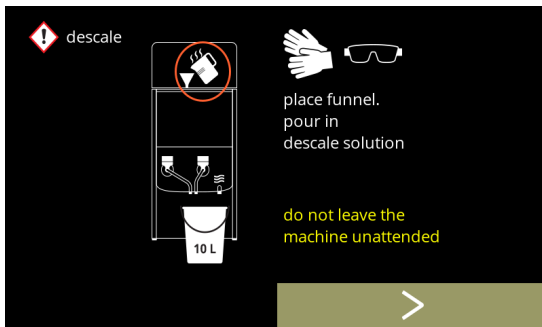 descale
place funnel.
pour in
descale solution
do not leave the
machine unattended
10 L